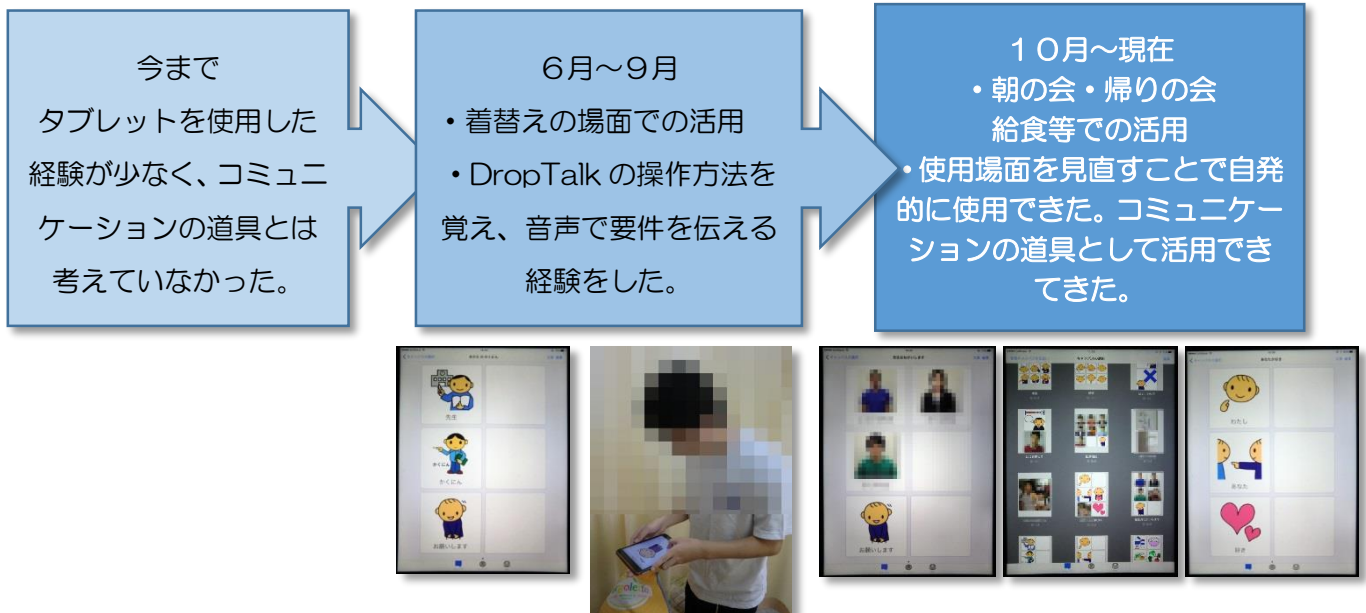 今まで
タブレットを使用した
経験が少なく、コミュニ
ケーションの道具とは
考えていなかった。
6月～9月
・着替えの場面での活用
・DropTalk の操作方法を
覚え、音声で要件を伝える
経験をした。
10月～現在
・朝の会・帰りの会
給食等での活用
・使用場面を見直すことで自発
的に使用できた。コミュニケー
ションの道具として活用でき
てきた。
先生
かくにん
かくにん
お願いします
お願いします
わたし
あなた
好き